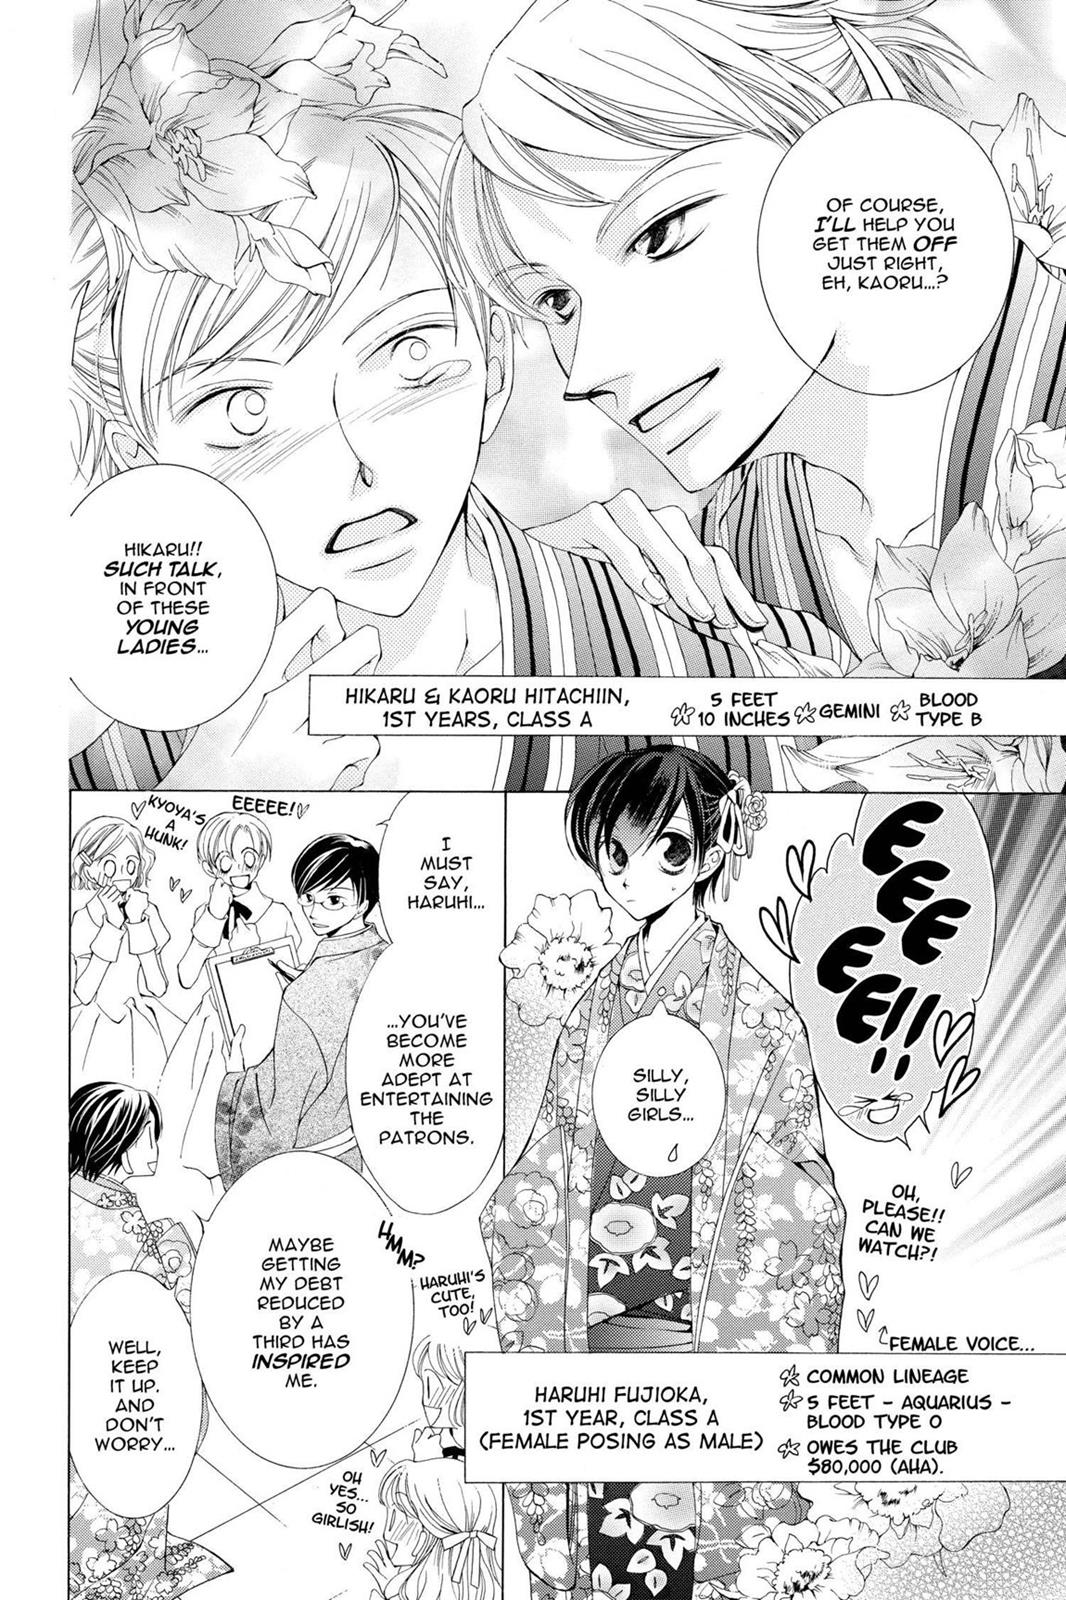 OF COURSE,
I'LL HELP YOU
GET THEM OFF
JUST RIGHT,
EH, KAORU...?
HIKARU!!
SUCH TALK,
IN FRONT
OF THESE
YOUNG
LADIES...
HIKARU & KAORU HITACHIIN,
1ST YEARS, CLASS A
5 FEET
10 INCHES
GEMINI
BLOOD
TYPE B
EEE
EEE
EE!!
OH,
PLEASE!!
CAN WE
WATCH?!
FEMALE VOICE...
SILLY,
SILLY
GIRLS...
HARUHI FUJIOKA,
1ST YEAR, CLASS A
(FEMALE POSING AS MALE)
COMMON LINEAGE
5 FEET - AQUARIUS -
BLOOD TYPE O
OWES THE CLUB
$80,000 (AHA).
KYOYA'S
A
HUNK!
EEEEE!
I
MUST
SAY,
HARUHI...
...YOU'VE
BECOME
MORE
ADEPT AT
ENTERTAINING
THE
PATRONS.
HMM?
MAYBE
GETTING
MY DEBT
REDUCED
BY A
THIRD HAS
INSPIRED
ME.
HARUHI'S
CUTE,
TOO!
WELL,
KEEP
IT UP.
AND
DON'T
WORRY...
OH
YES...
SO
GIRLISH!